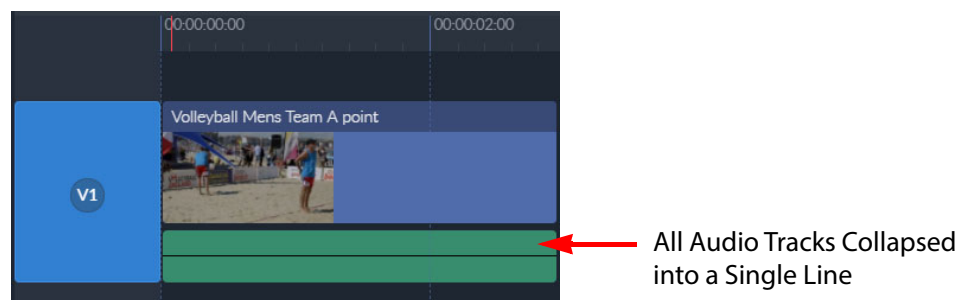 00:00:00:00 00:00:02:00
Volleyball Mens Team A point
V1
All Audio Tracks Collapsed
into a Single Line